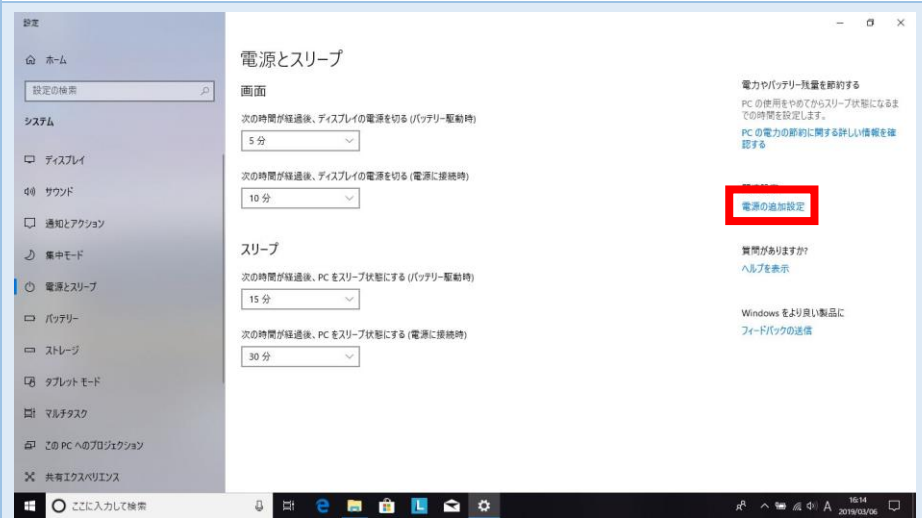 設定
ホーム
設定の検索
システム
ディスプレイ
サウンド
通知とアクション
集中モード
電源とスリープ
バッテリー
ストレージ
タブレット モード
マルチタスク
この PC へのプロジェクション
共有エクスペリエンス
電源とスリープ
画面
次の時間が経過後、ディスプレイの電源を切る (バッテリー駆動時)
5 分
次の時間が経過後、ディスプレイの電源を切る (電源に接続時)
10 分
スリープ
次の時間が経過後、PC をスリープ状態にする (バッテリー駆動時)
15 分
次の時間が経過後、PC をスリープ状態にする (電源に接続時)
30 分
電力やバッテリー残量を節約する
PC の使用をやめてからスリープ状態になるま
での時間を設定します。
PC の電力の節約に関する詳しい情報を確
認する
電源の追加設定
質問がありますか?
ヘルプを表示
Windows をより良い製品に
フィードバックの送信
ここに入力して検索
L
A
16:14
2019/03/06